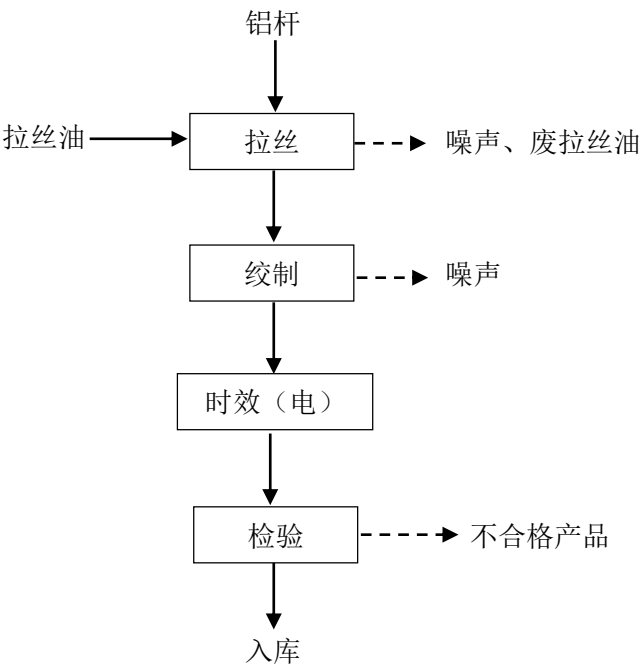 铝杆
拉丝油
拉丝
噪声、废拉丝油
绞制
噪声
时效（电）
检验
不合格产品
入库